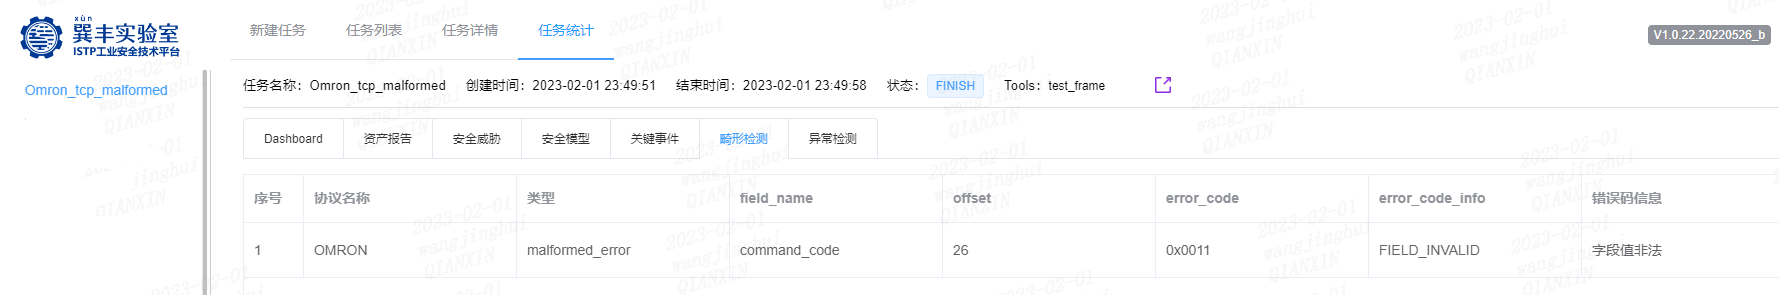 xùn
巽丰实验室
ISTP工业安全技术平台
新建任务 任务列表 任务详情 任务统计
V1.0.22.20220526_b
Omron_tcp_malformed
任务名称：Omron_tcp_malformed 创建时间：2023-02-01 23:49:51 结束时间：2023-02-01 23:49:58 状态：FINISH Tools：test_frame
Dashboard 资产报告 安全威胁 安全模型 关键事件 畸形检测 异常检测
序号 协议名称 类型 field_name offset error_code error_code_info 错误码信息
1 OMRON malformed_error command_code 26 0x0011 FIELD_INVALID 字段值非法
2023-02-01
wangjinghui
QIANXIN